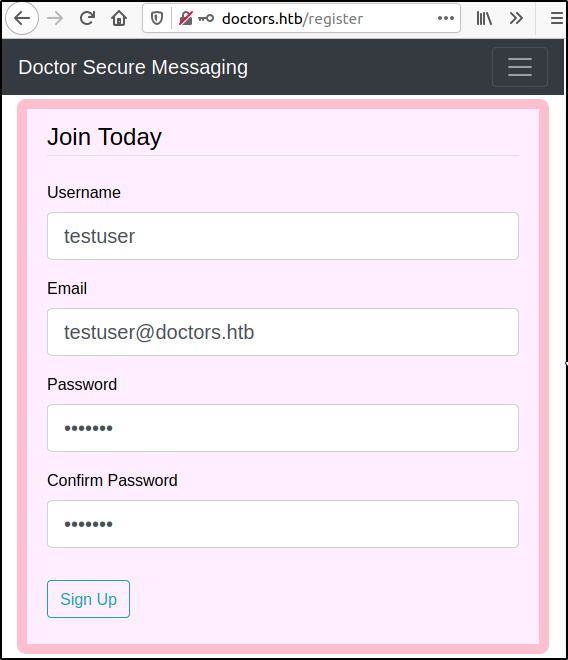 doctors.htb/register
Doctor Secure Messaging
Join Today
Username
testuser
Email
testuser@doctors.htb
Password
•••••••
Confirm Password
•••••••
Sign Up